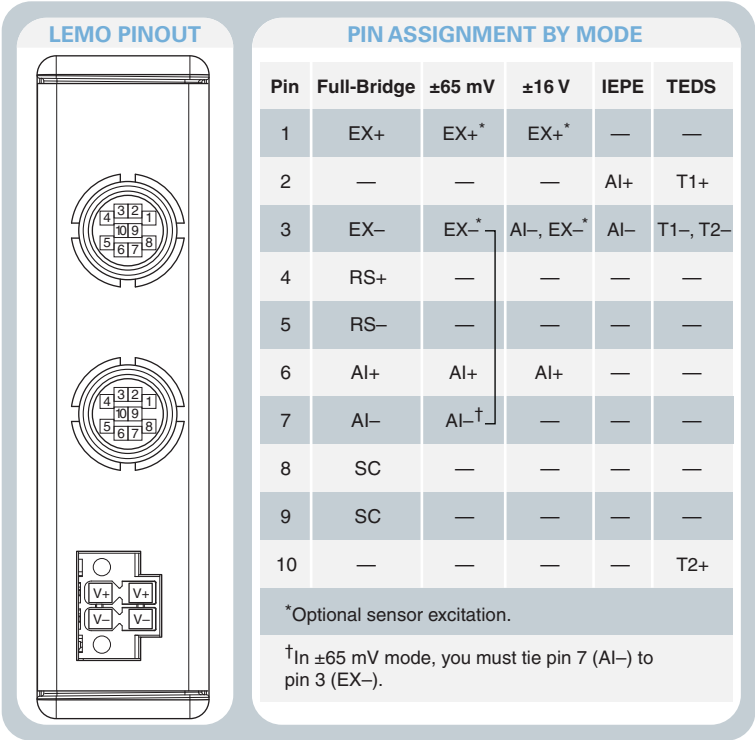 LEMO PINOUT
3 2
4 1
10 9
5 8
6 7
3 2
4 1
10 9
5 8
6 7
V+ V+
V– V–
PIN ASSIGNMENT BY MODE
Pin Full-Bridge ±65 mV ±16 V IEPE TEDS
1 EX+ EX+* EX+* — —
2 — — — AI+ T1+
3 EX– EX–* AI–, EX–* AI– T1–, T2–
4 RS+ — — — —
5 RS– — — — —
6 AI+ AI+ AI+ — —
7 AI– AI–† — — —
8 SC — — — —
9 SC — — — —
10 — — — — T2+
*Optional sensor excitation.
†In ±65 mV mode, you must tie pin 7 (AI–) to
pin 3 (EX–).